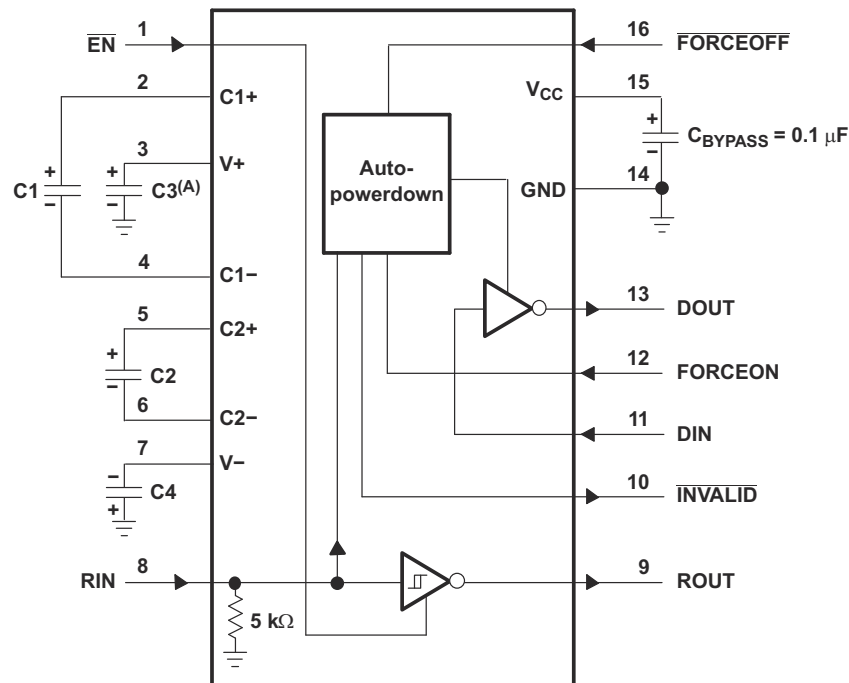 EN 1
16 FORCEOFF
2 C1+
VCC 15
+
−
CBYPASS = 0.1 μF
3 V+
Auto-
powerdown
+
−
C1
+
−
C3(A)
GND 14
4 C1−
13 DOUT
5 C2+
+
−
C2
12 FORCEON
6 C2−
11 DIN
7 V−
−
+
C4
10 INVALID
RIN 8
9 ROUT
5 kΩ